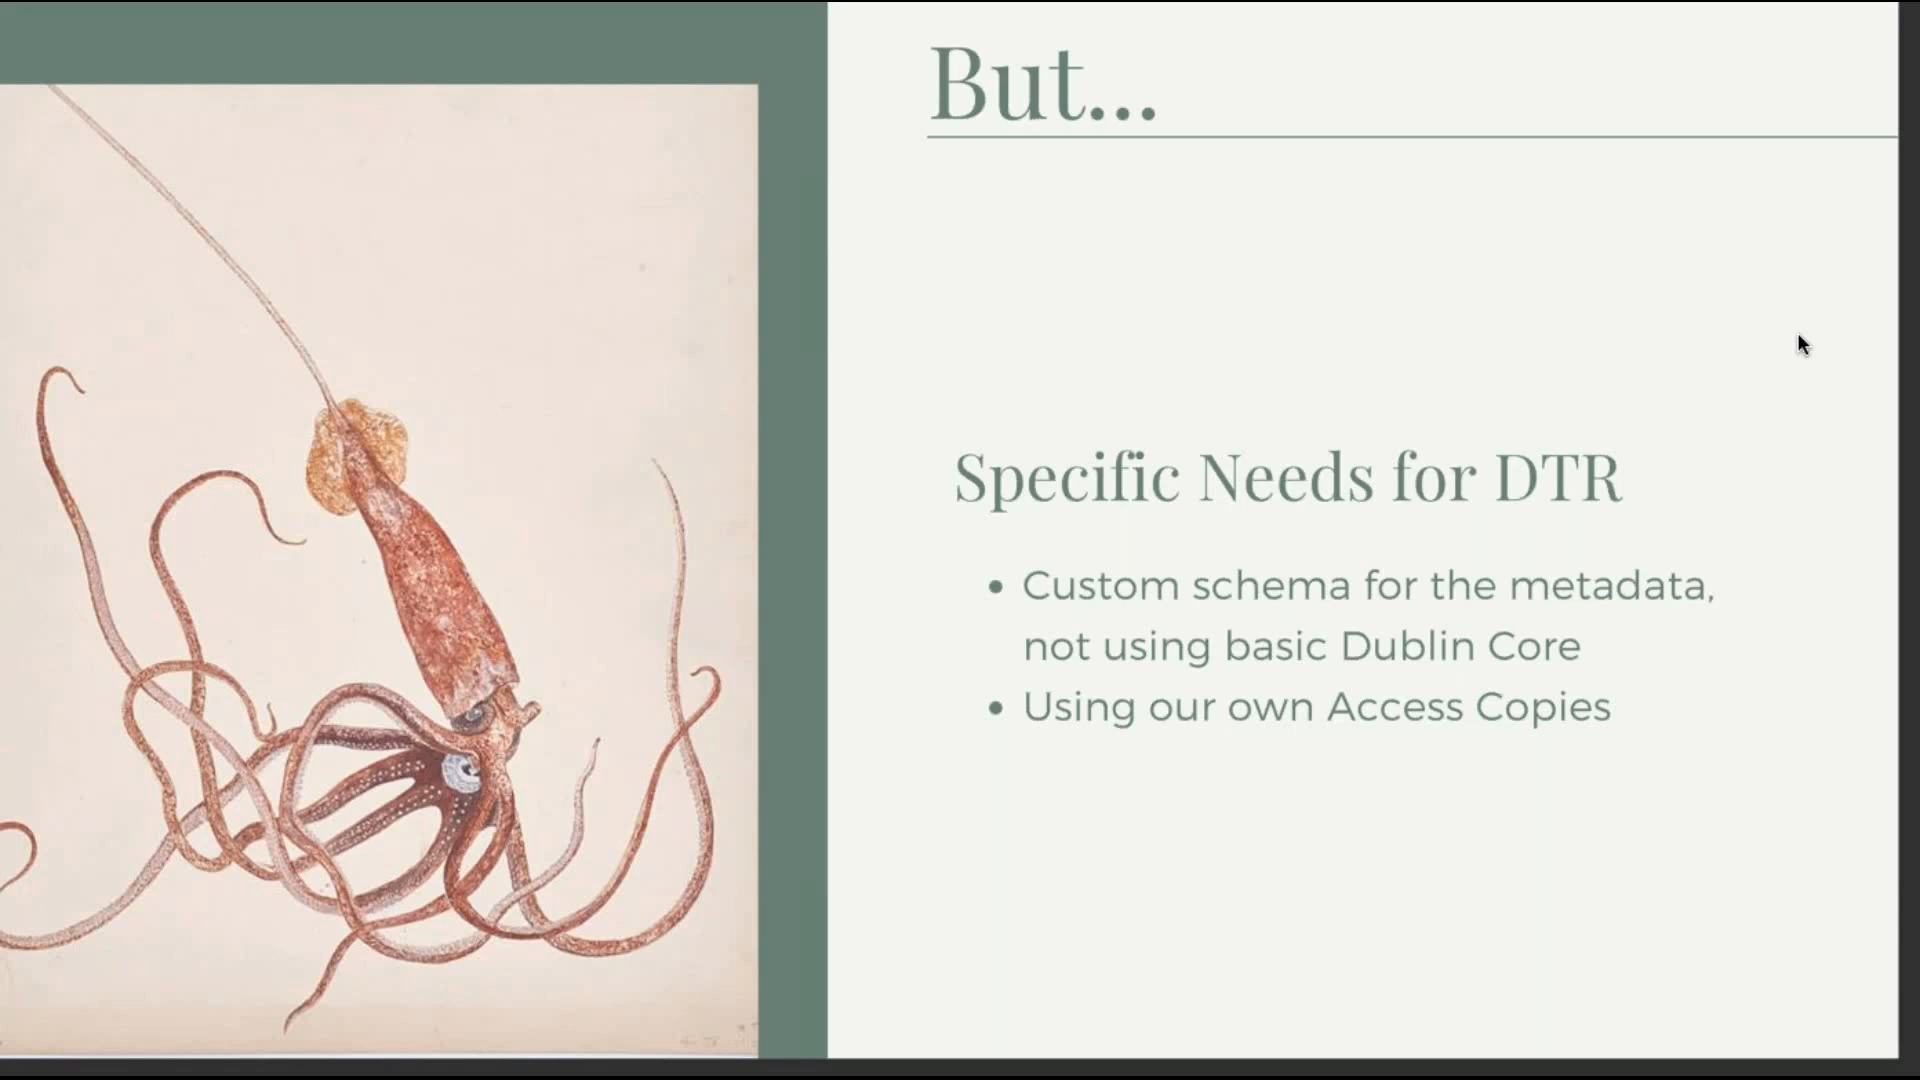 But...
Specific Needs for DTR
• Custom schema for the metadata,
not using basic Dublin Core
• Using our own Access Copies